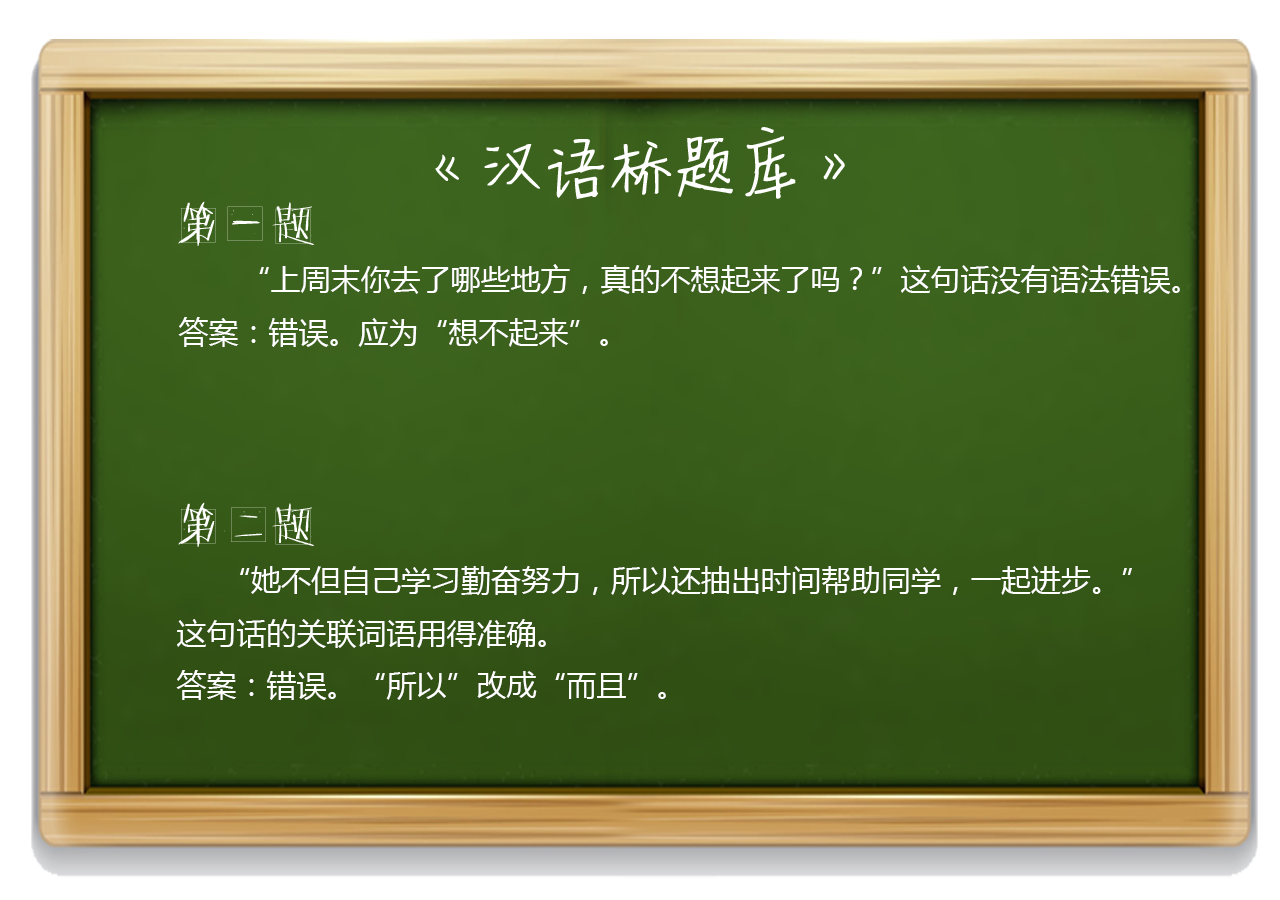 《汉语桥题库》
第一题
“上周末你去了哪些地方，真的不想起来了吗？”这句话没有语法错误。
答案：错误。应为“想不起来”。
第二题
“她不但自己学习勤奋努力，所以还抽出时间帮助同学，一起进步。”
这句话的关联词语用得准确。
答案：错误。“所以”改成“而且”。